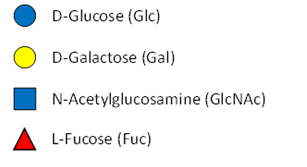 D-Glucose (Glc)
D-Galactose (Gal)
N-Acetylglucosamine (GlcNAc)
L-Fucose (Fuc)